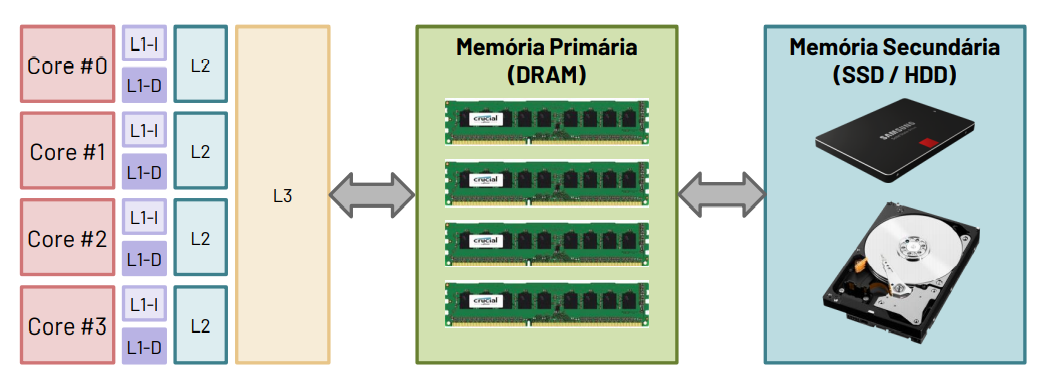 Core #0
L1-I
L1-D
L2
Core #1
L1-I
L1-D
L2
Core #2
L1-I
L1-D
L2
Core #3
L1-I
L1-D
L2
L3
Memória Primária
(DRAM)
crucial
crucial
crucial
crucial
Memória Secundária
(SSD / HDD)
SAMSUNG